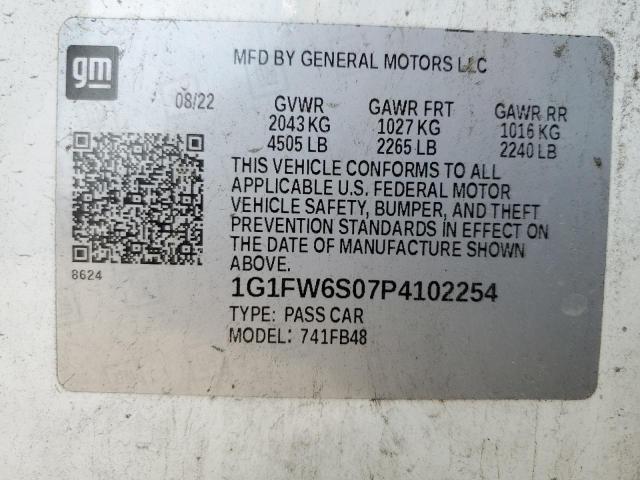 gm
MFD BY GENERAL MOTORS LLC
08/22 GVWR GAWR FRT GAWR RR
2043 KG 1027 KG 1016 KG
4505 LB 2265 LB 2240 LB
THIS VEHICLE CONFORMS TO ALL
APPLICABLE U.S. FEDERAL MOTOR
VEHICLE SAFETY, BUMPER, AND THEFT
PREVENTION STANDARDS IN EFFECT ON
THE DATE OF MANUFACTURE SHOWN
ABOVE.
8624
1G1FW6S07P4102254
TYPE: PASS CAR
MODEL: 741FB48